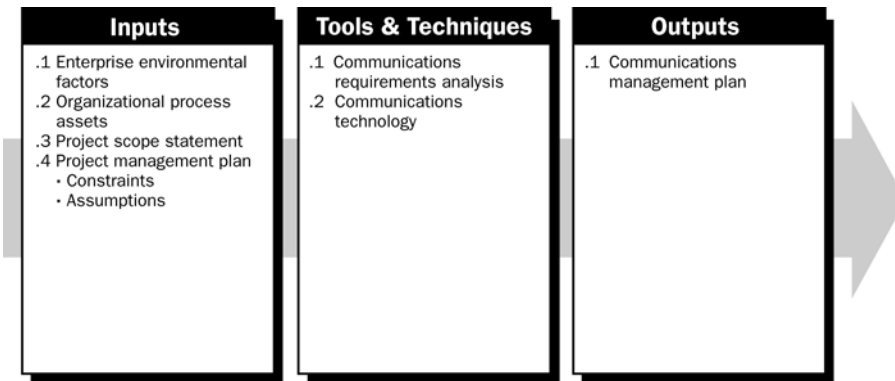 Inputs
.1 Enterprise environmental
factors
.2 Organizational process
assets
.3 Project scope statement
.4 Project management plan
· Constraints
· Assumptions
Tools & Techniques
.1 Communications
requirements analysis
.2 Communications
technology
Outputs
.1 Communications
management plan